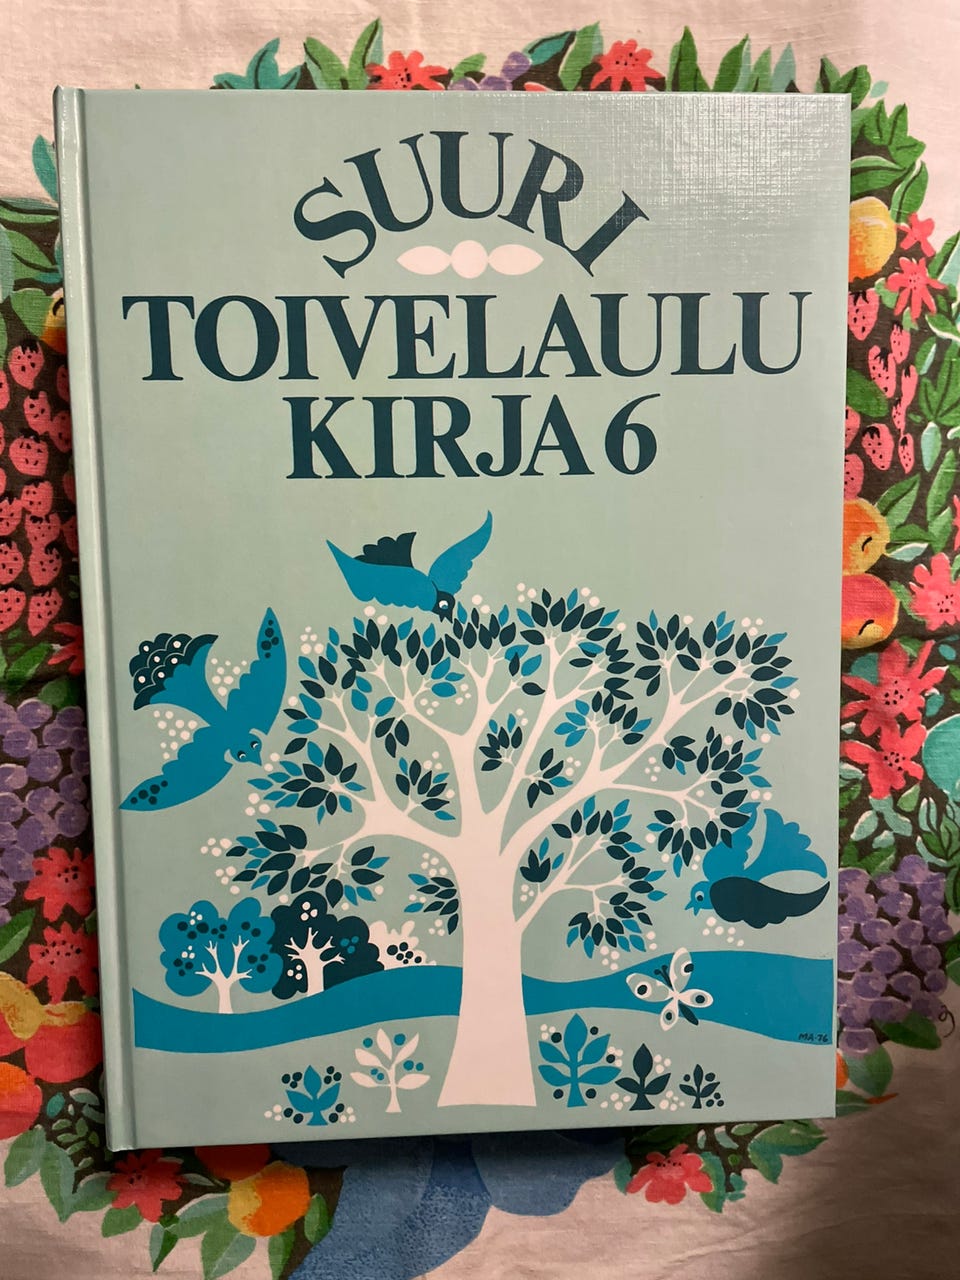 SUURI
TOIVELAULU
KIRJA 6
MA-76